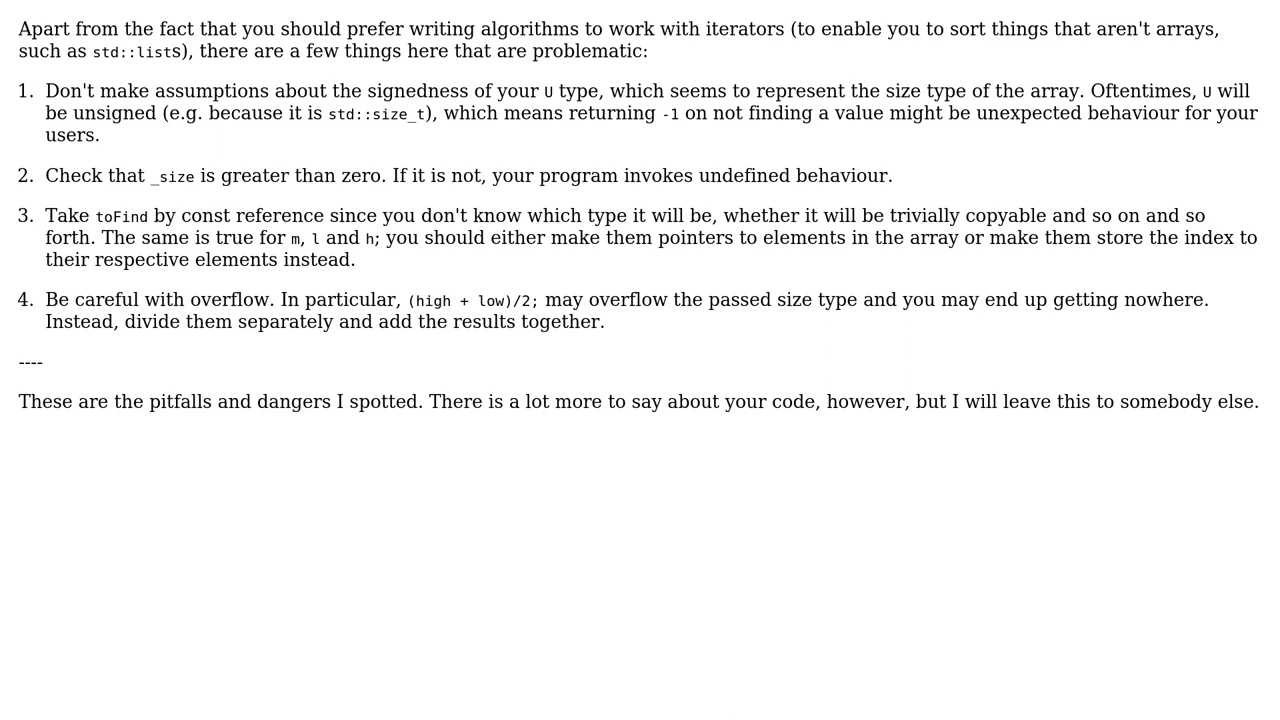 Apart from the fact that you should prefer writing algorithms to work with iterators (to enable you to sort things that aren't arrays,
such as std::lists), there are a few things here that are problematic:
1. Don't make assumptions about the signedness of your U type, which seems to represent the size type of the array. Oftentimes, U will
be unsigned (e.g. because it is std::size_t), which means returning -1 on not finding a value might be unexpected behaviour for your
users.
2. Check that _size is greater than zero. If it is not, your program invokes undefined behaviour.
3. Take toFind by const reference since you don't know which type it will be, whether it will be trivially copyable and so on and so
forth. The same is true for m, l and h; you should either make them pointers to elements in the array or make them store the index to
their respective elements instead.
4. Be careful with overflow. In particular, (high + low)/2; may overflow the passed size type and you may end up getting nowhere.
Instead, divide them separately and add the results together.
----
These are the pitfalls and dangers I spotted. There is a lot more to say about your code, however, but I will leave this to somebody else.